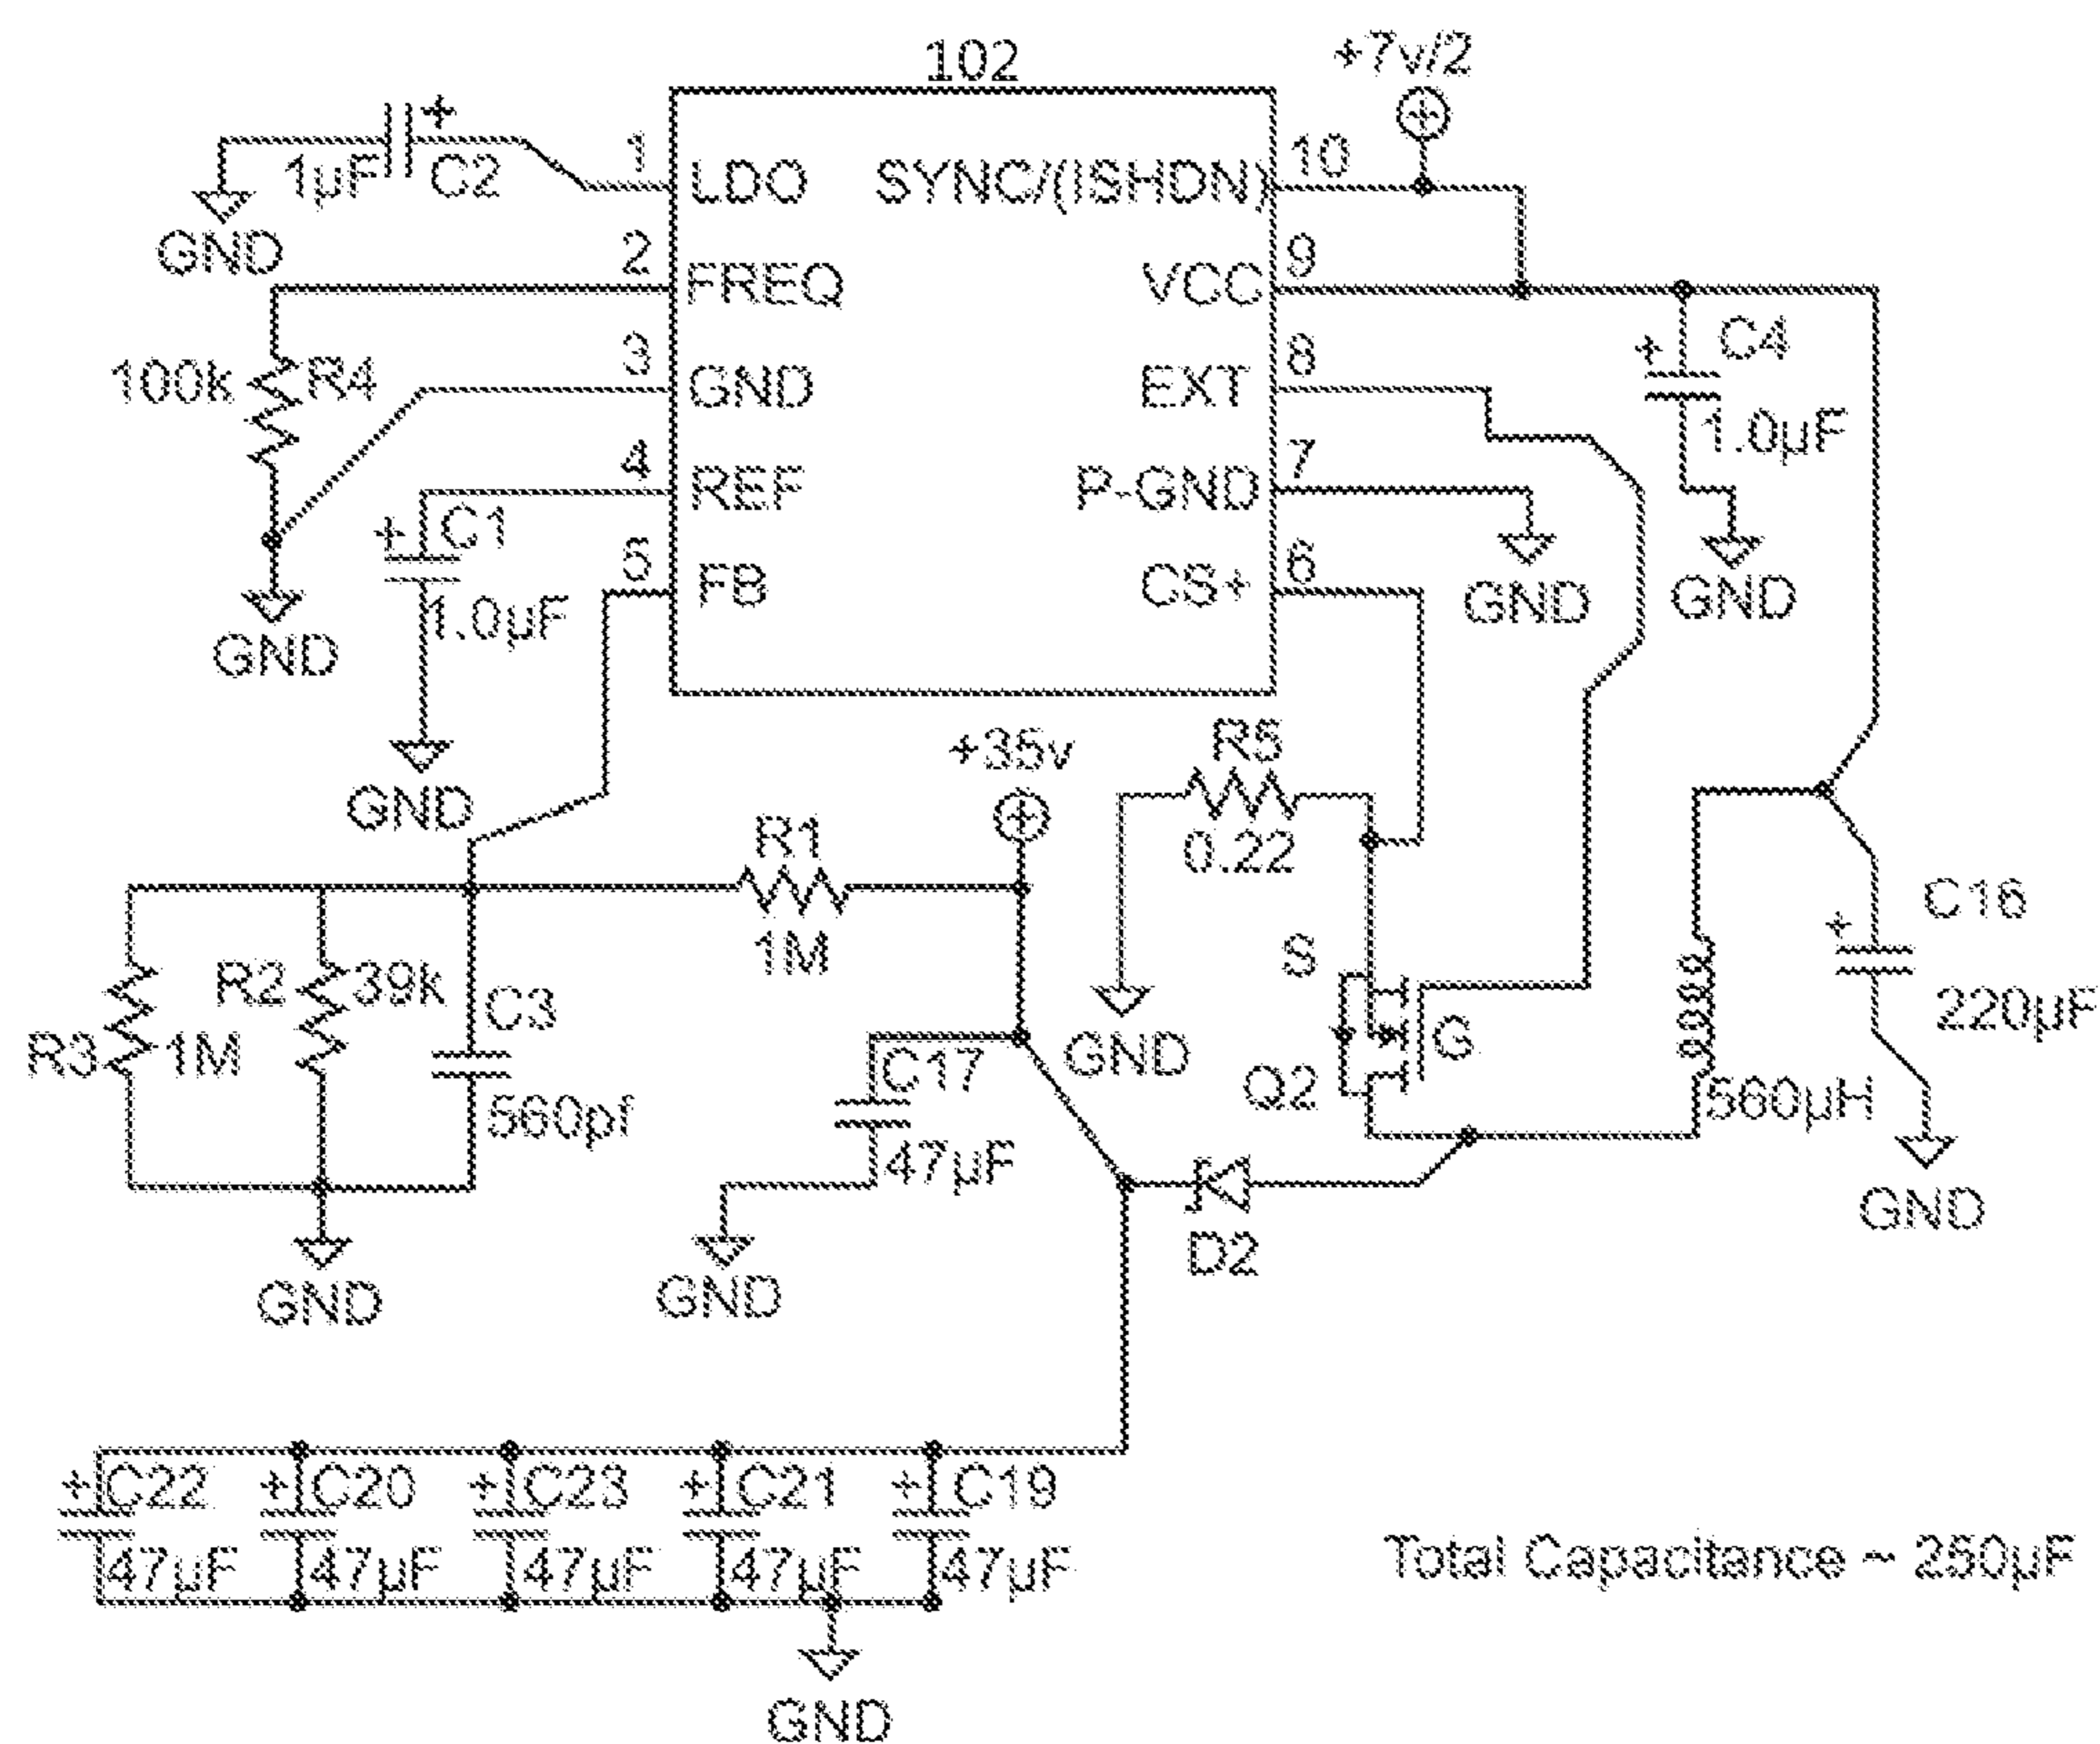 102
+7v/2
+
1µF
C2
GND
1
LDO
SYNC/(ISHDN)
10
2
FREQ
VCC
9
100k
R4
3
GND
EXT
8
+
C4
1.0µF
4
REF
P-GND
7
+
C1
1.0µF
5
FB
CS+
6
GND
GND
GND
GND
+35v
R5
0.22
R1
1M
GND
S
G
Q2
C16
+
220µF
560µH
GND
R2
39k
R3
1M
C3
560pf
C17
47µF
GND
GND
D2
+
C22
+
C20
+
C23
+
C21
+
C19
47µF
47µF
47µF
47µF
47µF
GND
Total Capacitance ~ 250µF